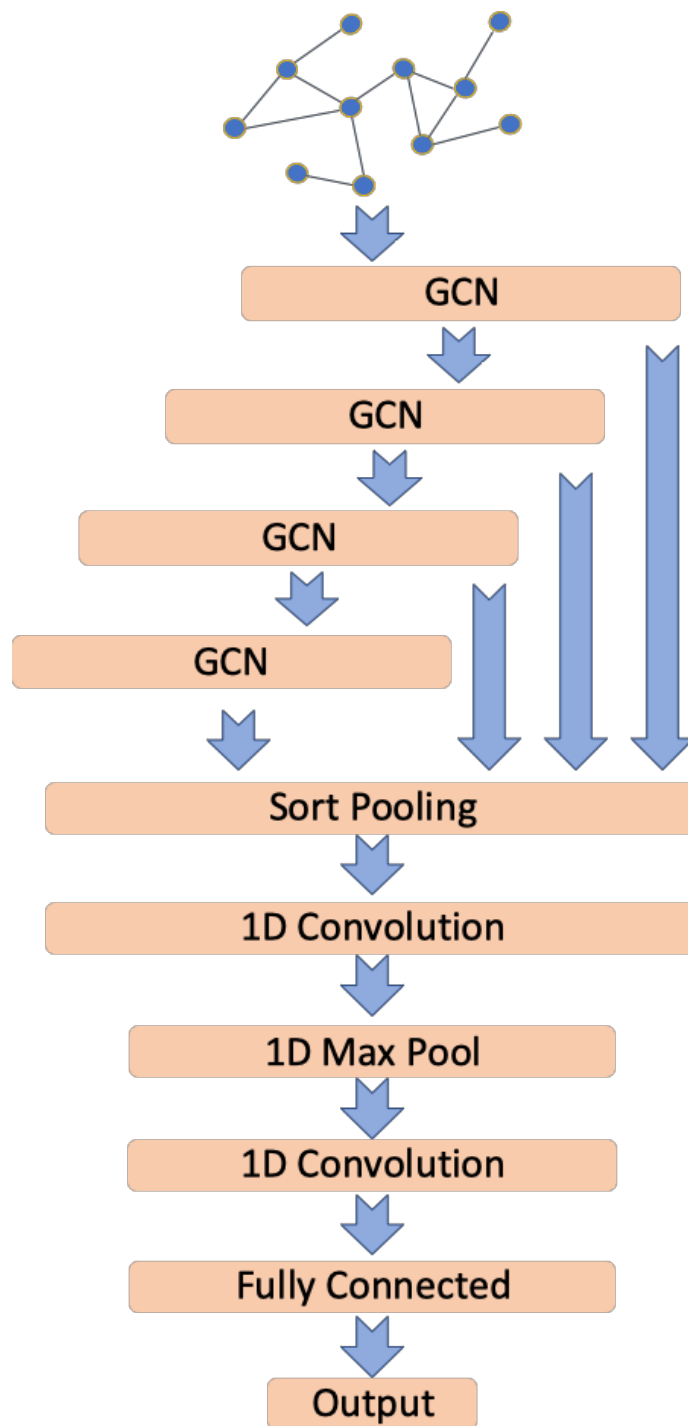 GCN
GCN
GCN
GCN
Sort Pooling
1D Convolution
1D Max Pool
1D Convolution
Fully Connected
Output